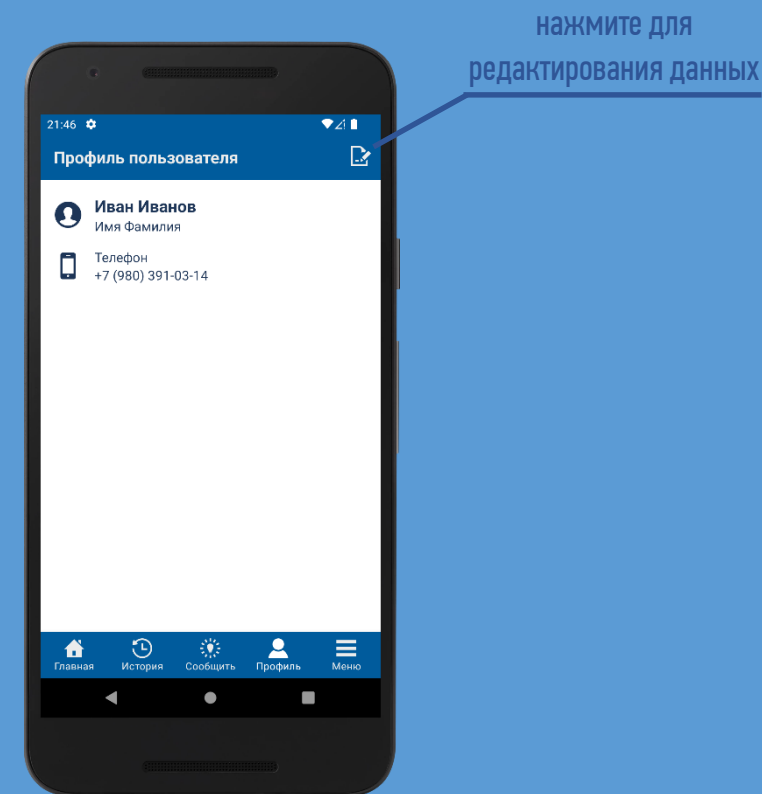 нажмите для
редактирования данных
21:46
Профиль пользователя
Иван Иванов
Имя Фамилия
Телефон
+7 (980) 391-03-14
Главная История Сообщить Профиль Меню